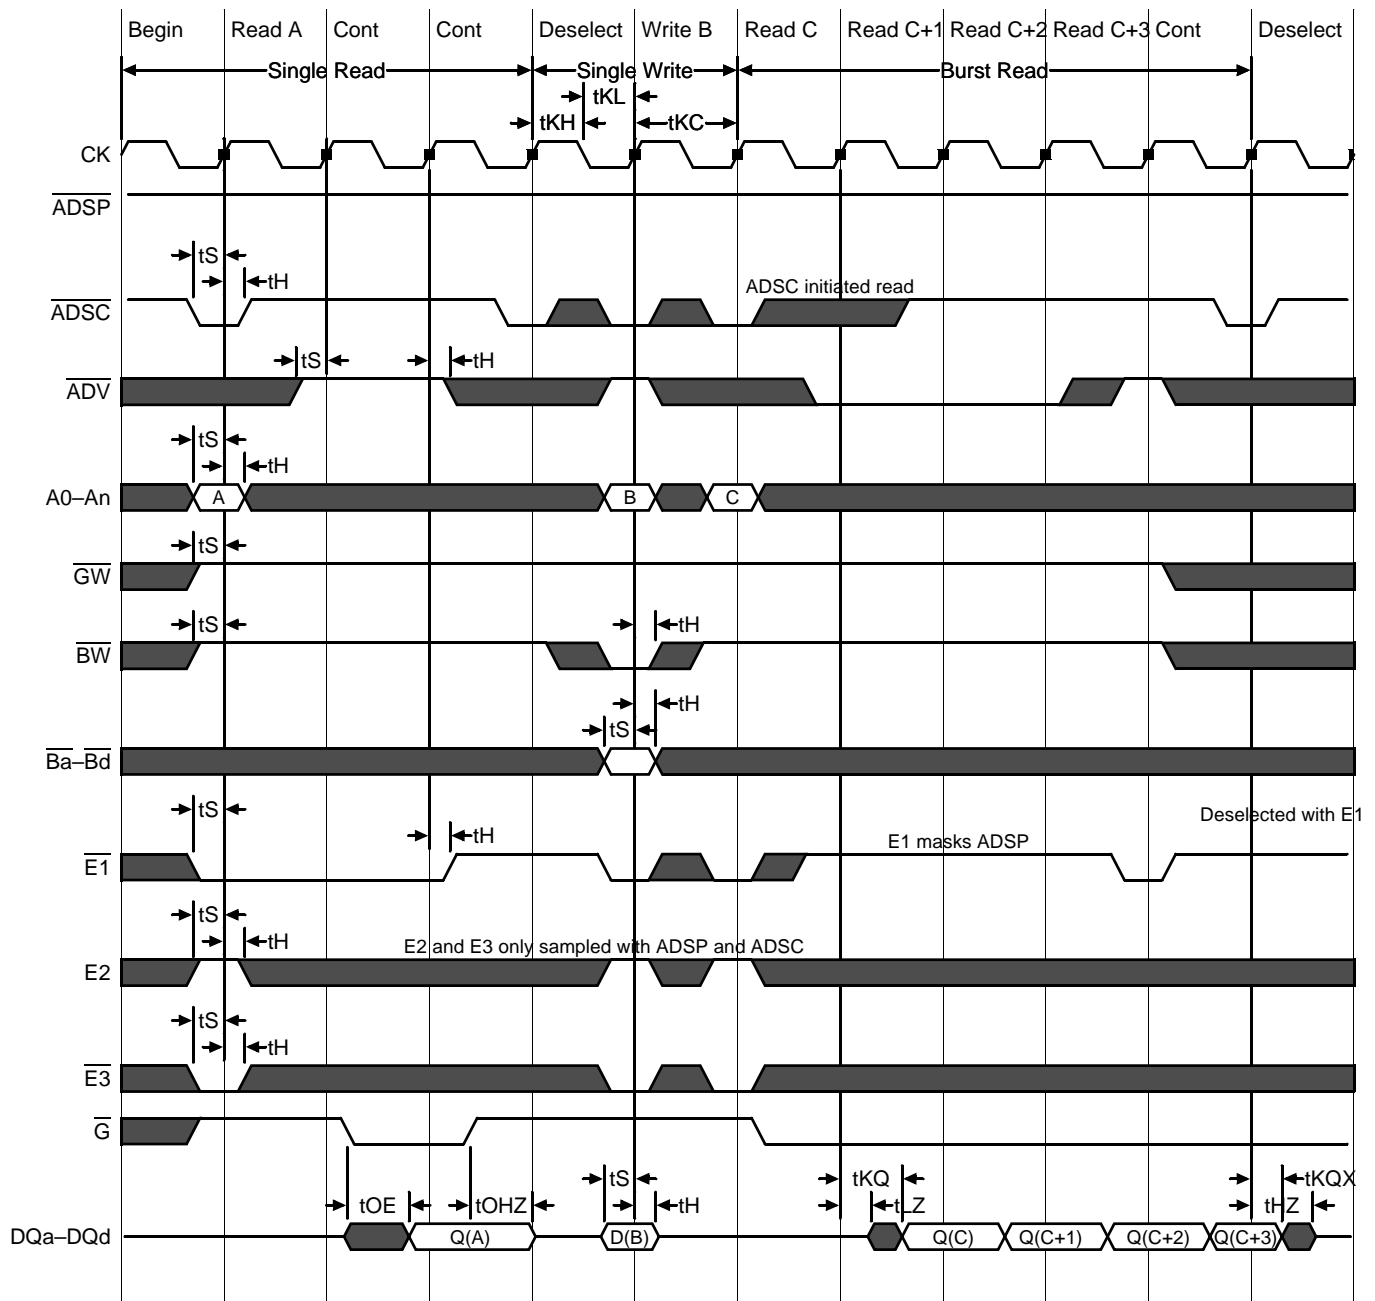 Begin Read A Cont Cont Deselect Write B Read C Read C+1 Read C+2 Read C+3 Cont Deselect
Single Read Single Write Burst Read
tKL
tKH tKC
CK
ADSP
tS
tH
ADSC initiated read
ADSC
tS tH
ADV
tS
tH
A0–An A B C
tS
GW
tS tH
BW
tH
tS
Ba–Bd
tS Deselected with E1
tH E1 masks ADSP
E1
tS
tH E2 and E3 only sampled with ADSP and ADSC
E2
tS
tH
E3
G
tS tKQ tKQX
tOE tOHZ tH tLZ tHZ
DQa–DQd Q(A) D(B) Q(C) Q(C+1) Q(C+2) Q(C+3)